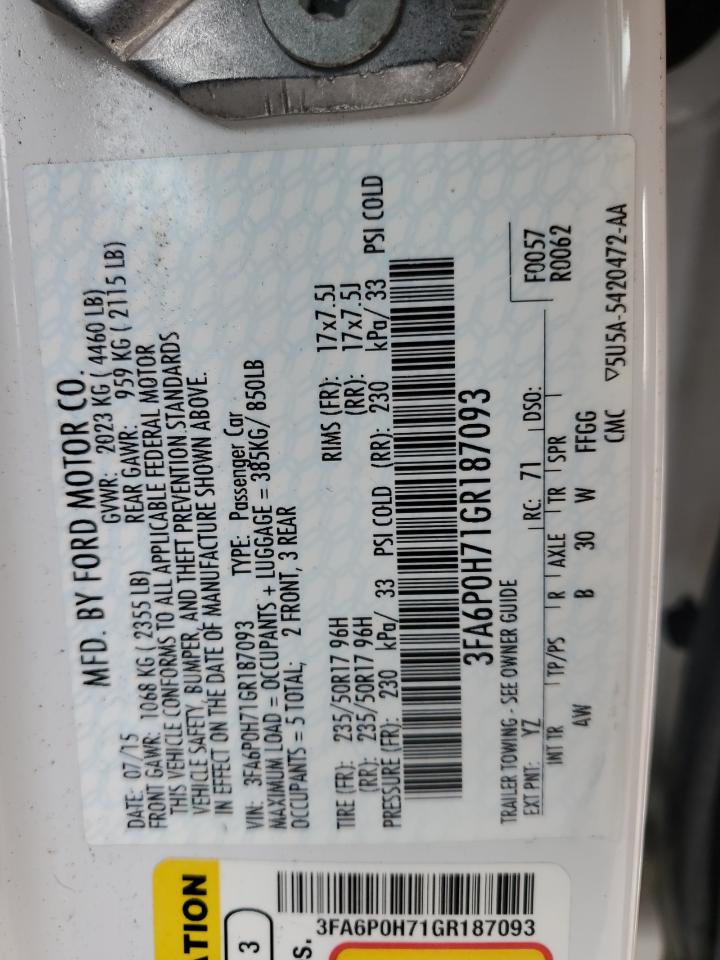 MFD. BY FORD MOTOR CO.
DATE: 07/15 GVWR: 2023 KG ( 4460 LB)
FRONT GAWR: 1068 KG ( 2355 LB) REAR GAWR: 959 KG ( 2115 LB)
THIS VEHICLE CONFORMS TO ALL APPLICABLE FEDERAL MOTOR
VEHICLE SAFETY, BUMPER, AND THEFT PREVENTION STANDARDS
IN EFFECT ON THE DATE OF MANUFACTURE SHOWN ABOVE.
VIN: 3FA6P0H71GR187093 TYPE: Passenger Car
MAXIMUM LOAD = OCCUPANTS + LUGGAGE = 385KG/ 850LB
OCCUPANTS = 5 TOTAL; 2 FRONT, 3 REAR
TIRE (FR): 235/50R17 96H RIMS (FR): 17x7.5J
(RR): 235/50R17 96H (RR): 17x7.5J
PRESSURE (FR): 230 kPa/ 33 PSI COLD (RR): 230 kPa/ 33 PSI COLD
3FA6P0H71GR187093
TRAILER TOWING - SEE OWNER GUIDE
F0057
R0062
EXT PNT: YZ RC: 71 DSO:
INT TR TP/PS R AXLE TR SPR
AW B 30 W FFGG
CMC ▽5U5A-5420472-AA
ATION
3
S.
3FA6P0H71GR187093